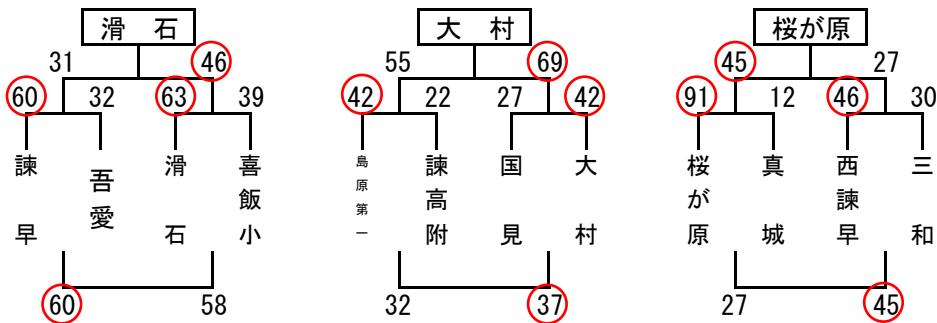 滑石 大村 桜が原
31 46 55 69 45 27
60 32 63 39 42 22 27 42 91 12 46 30
諫早 吾愛 滑石 喜飯小 島原第一 諫高附 国見 大村 桜が原 真城 西諫早 三和
60 58 32 37 27 45